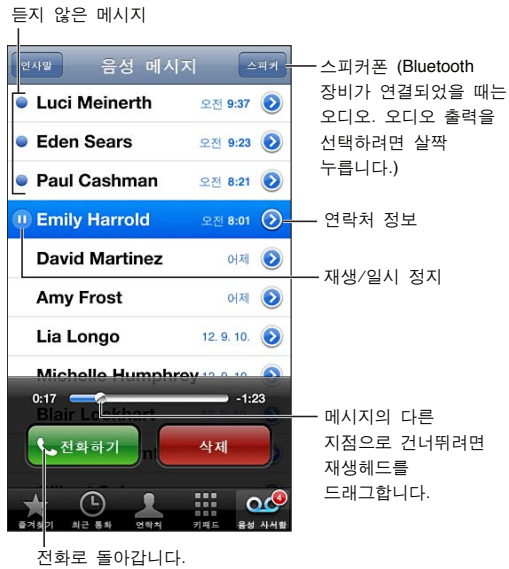 듣지 않은 메시지
인사말 음성 메시지 스피커
Luci Meinerth 오전 9:37
Eden Sears 오전 9:23
Paul Cashman 오전 8:21
Emily Harrold 오전 8:01
David Martinez 어제
Amy Frost 어제
Lia Longo 12. 9. 10.
Michelle Humphrey 12. 9. 10.
0:17 -1:23
Blair Lockhart
전화하기 삭제
즐겨찾기 최근 통화 연락처 키패드 음성 사서함
4
스피커폰 (Bluetooth
장비가 연결되었을 때는
오디오. 오디오 출력을
선택하려면 살짝
누릅니다.)
연락처 정보
재생/일시 정지
메시지의 다른
지점으로 건너뛰려면
재생헤드를
드래그합니다.
전화로 돌아갑니다.